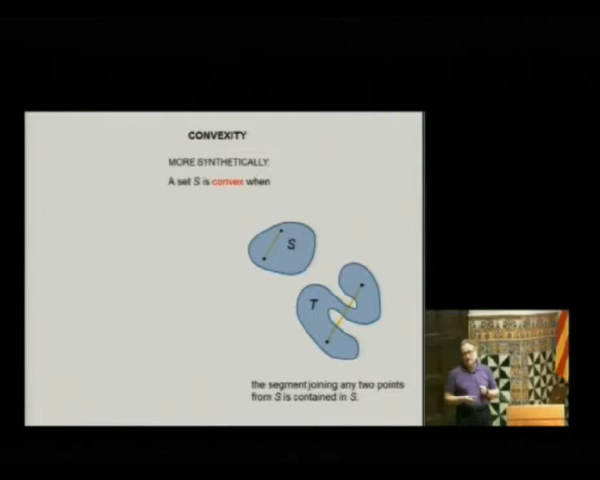 CONVEXITY
MORE SYNTHETICALLY:
A set S is convex when
S
T
the segment joining any two points
from S is contained in S.